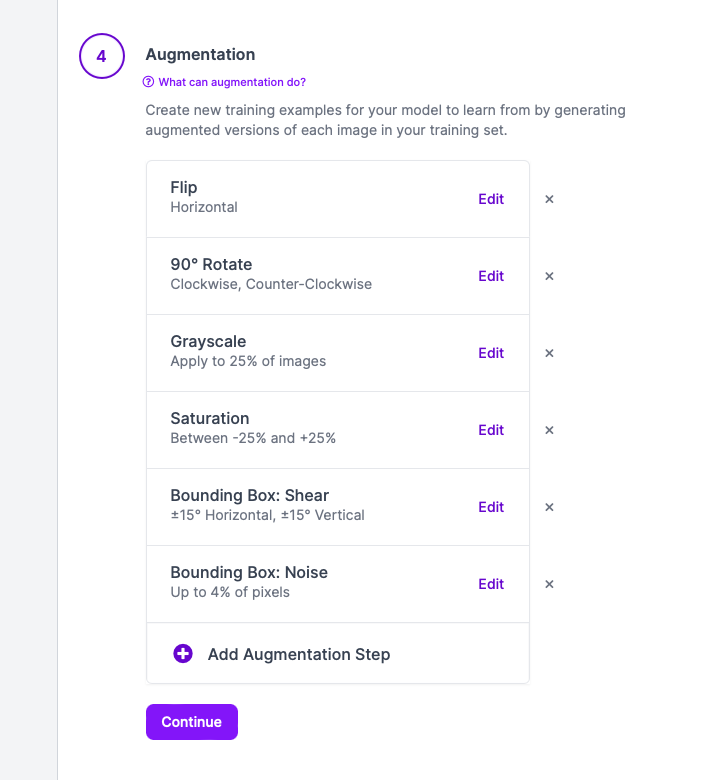 4
Augmentation
What can augmentation do?
Create new training examples for your model to learn from by generating
augmented versions of each image in your training set.
Flip
Horizontal
Edit
×
90° Rotate
Clockwise, Counter-Clockwise
Edit
×
Grayscale
Apply to 25% of images
Edit
×
Saturation
Between -25% and +25%
Edit
×
Bounding Box: Shear
±15° Horizontal, ±15° Vertical
Edit
×
Bounding Box: Noise
Up to 4% of pixels
Edit
×
Add Augmentation Step
Continue